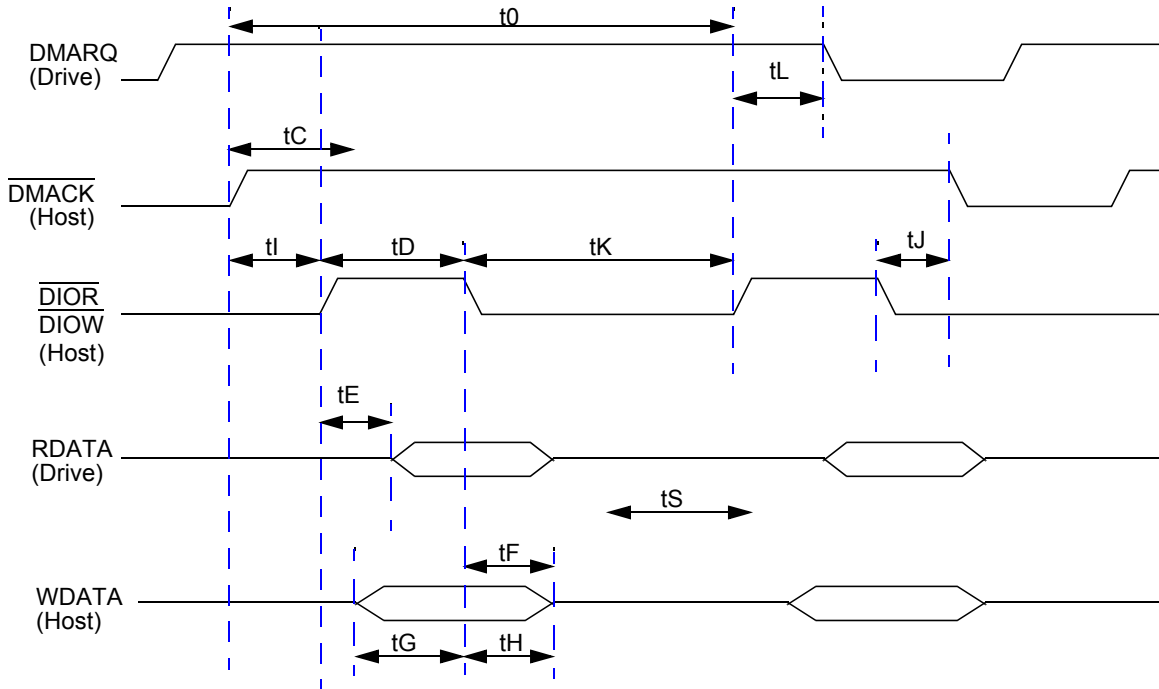 t0
DMARQ
(Drive)
tL
tC
DMACK
(Host)
tI
tD
tK
tJ
DIOR
DIOW
(Host)
tE
RDATA
(Drive)
tS
tF
WDATA
(Host)
tG
tH